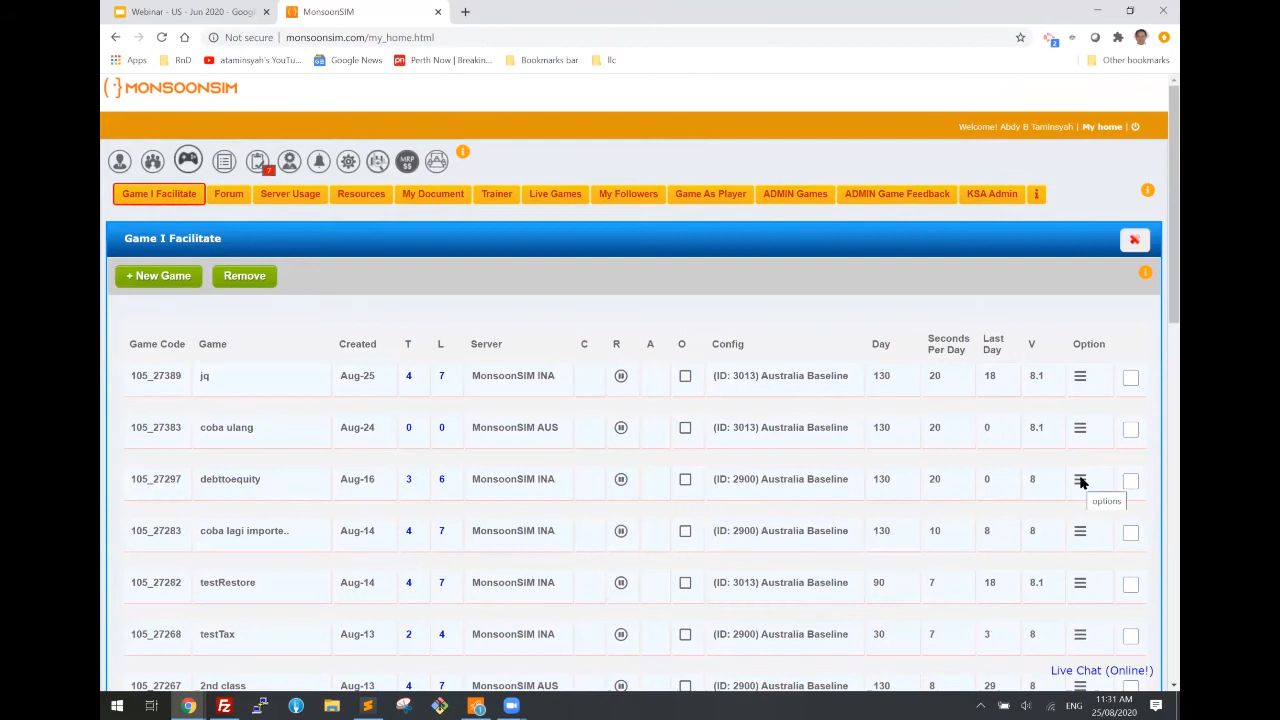 Webinar - US - Jun 2020 - Googl
MonsoonSIM
Not secure | monsoonsim.com/my_home.html
2
Apps
RnD
ataminsyah's YouT...
Google News
Perth Now | Breakin...
Bookmarks bar
llc
Other bookmarks
MONSOONSIM
Welcome! Abdy B Taminsyah | My home |
7
MRP
$$
Game I Facilitate
Forum
Server Usage
Resources
My Document
Trainer
Live Games
My Followers
Game As Player
ADMIN Games
ADMIN Game Feedback
KSA Admin
Game I Facilitate
+ New Game
Remove
Game Code Game Created T L Server C R A O Config Day Seconds Per Day Last Day V Option
105_27389 jq Aug-25 4 7 MonsoonSIM INA (ID: 3013) Australia Baseline 130 20 18 8.1
105_27383 coba ulang Aug-24 0 0 MonsoonSIM AUS (ID: 3013) Australia Baseline 130 20 0 8.1
105_27297 debttoequity Aug-16 3 6 MonsoonSIM INA (ID: 2900) Australia Baseline 130 20 0 8
options
105_27283 coba lagi importe.. Aug-14 4 7 MonsoonSIM INA (ID: 2900) Australia Baseline 130 10 8 8
105_27282 testRestore Aug-14 4 7 MonsoonSIM INA (ID: 3013) Australia Baseline 90 7 18 8.1
105_27268 testTax Aug-13 2 4 MonsoonSIM INA (ID: 2900) Australia Baseline 30 7 3 8
Live Chat (Online!)
105_27267 2nd class Aug-13 4 MonsoonSIM AUS (ID: 2900) Australia Baseline 130 8 29 8
ENG
11:31 AM
25/08/2020